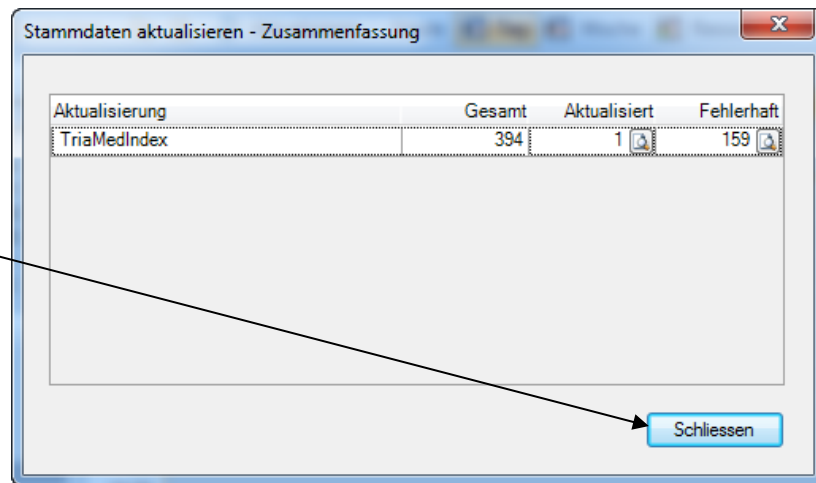 Stammdaten aktualisieren - Zusammenfassung
Aktualisierung Gesamt Aktualisiert Fehlerhaft
TriaMedIndex 394 1 159
Schliessen